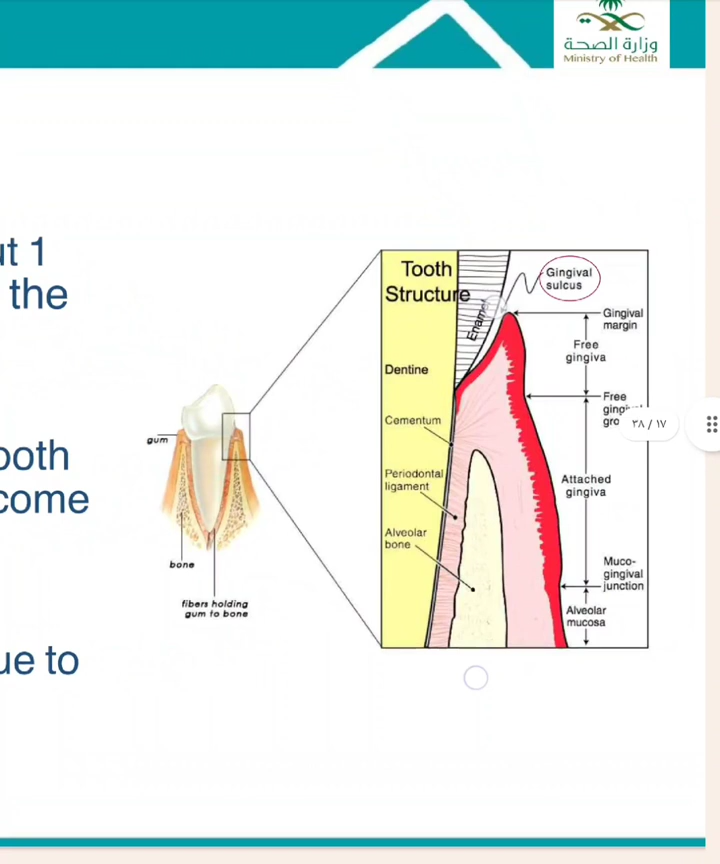 وزارة الصحة
Ministry of Health
ut 1
the
ooth
come
ue to
gum
bone
fibers holding
gum to bone
Tooth
Structure
Enamel
Dentine
Cementum
Periodontal
ligament
Alveolar
bone
Gingival
sulcus
Gingival
margin
Free
gingiva
Free
gro
٣٨ / ١٧
Attached
gingiva
Muco-
gingival
junction
Alveolar
mucosa